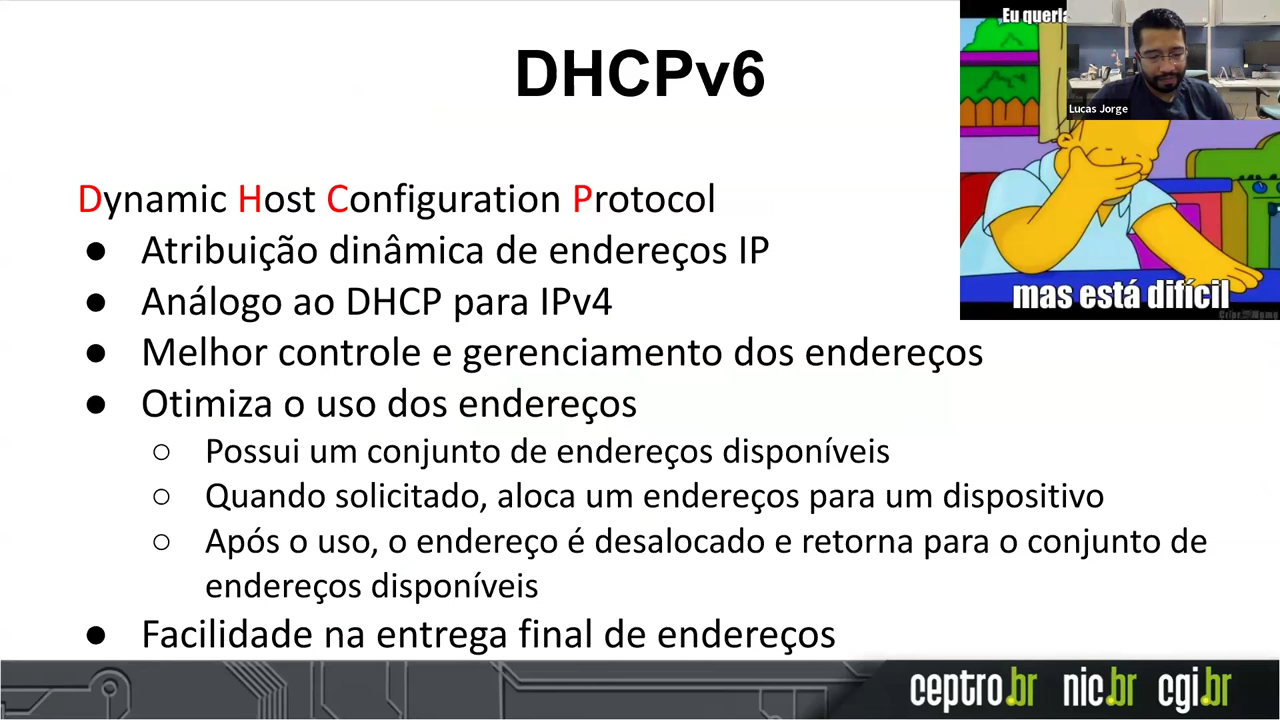 DHCPv6
Eu queria
Lucas Jorge
mas está difícil
Dynamic Host Configuration Protocol
● Atribuição dinâmica de endereços IP
● Análogo ao DHCP para IPv4
● Melhor controle e gerenciamento dos endereços
● Otimiza o uso dos endereços
○ Possui um conjunto de endereços disponíveis
○ Quando solicitado, aloca um endereços para um dispositivo
○ Após o uso, o endereço é desalocado e retorna para o conjunto de
endereços disponíveis
● Facilidade na entrega final de endereços
ceptro.br nic.br cgi.br